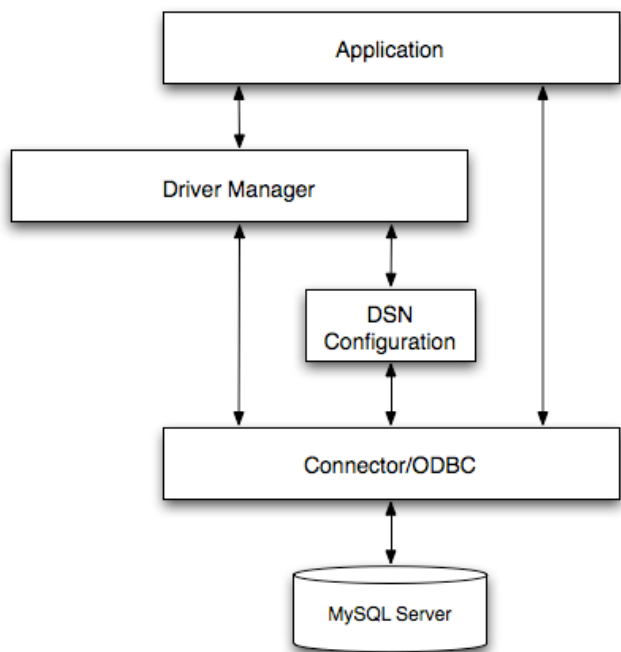 Application
Driver Manager
DSN
Configuration
Connector/ODBC
MySQL Server